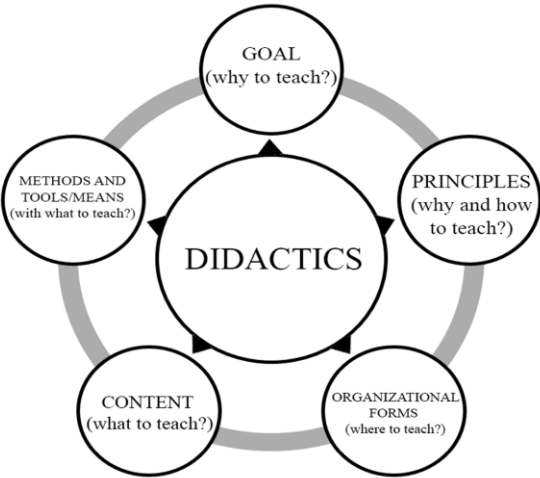 GOAL
(why to teach?)
METHODS AND
TOOLS/MEANS
(with what to teach?)
PRINCIPLES
(why and how
to teach?)
DIDACTICS
CONTENT
(what to teach?)
ORGANIZATIONAL
FORMS
(where to teach?)